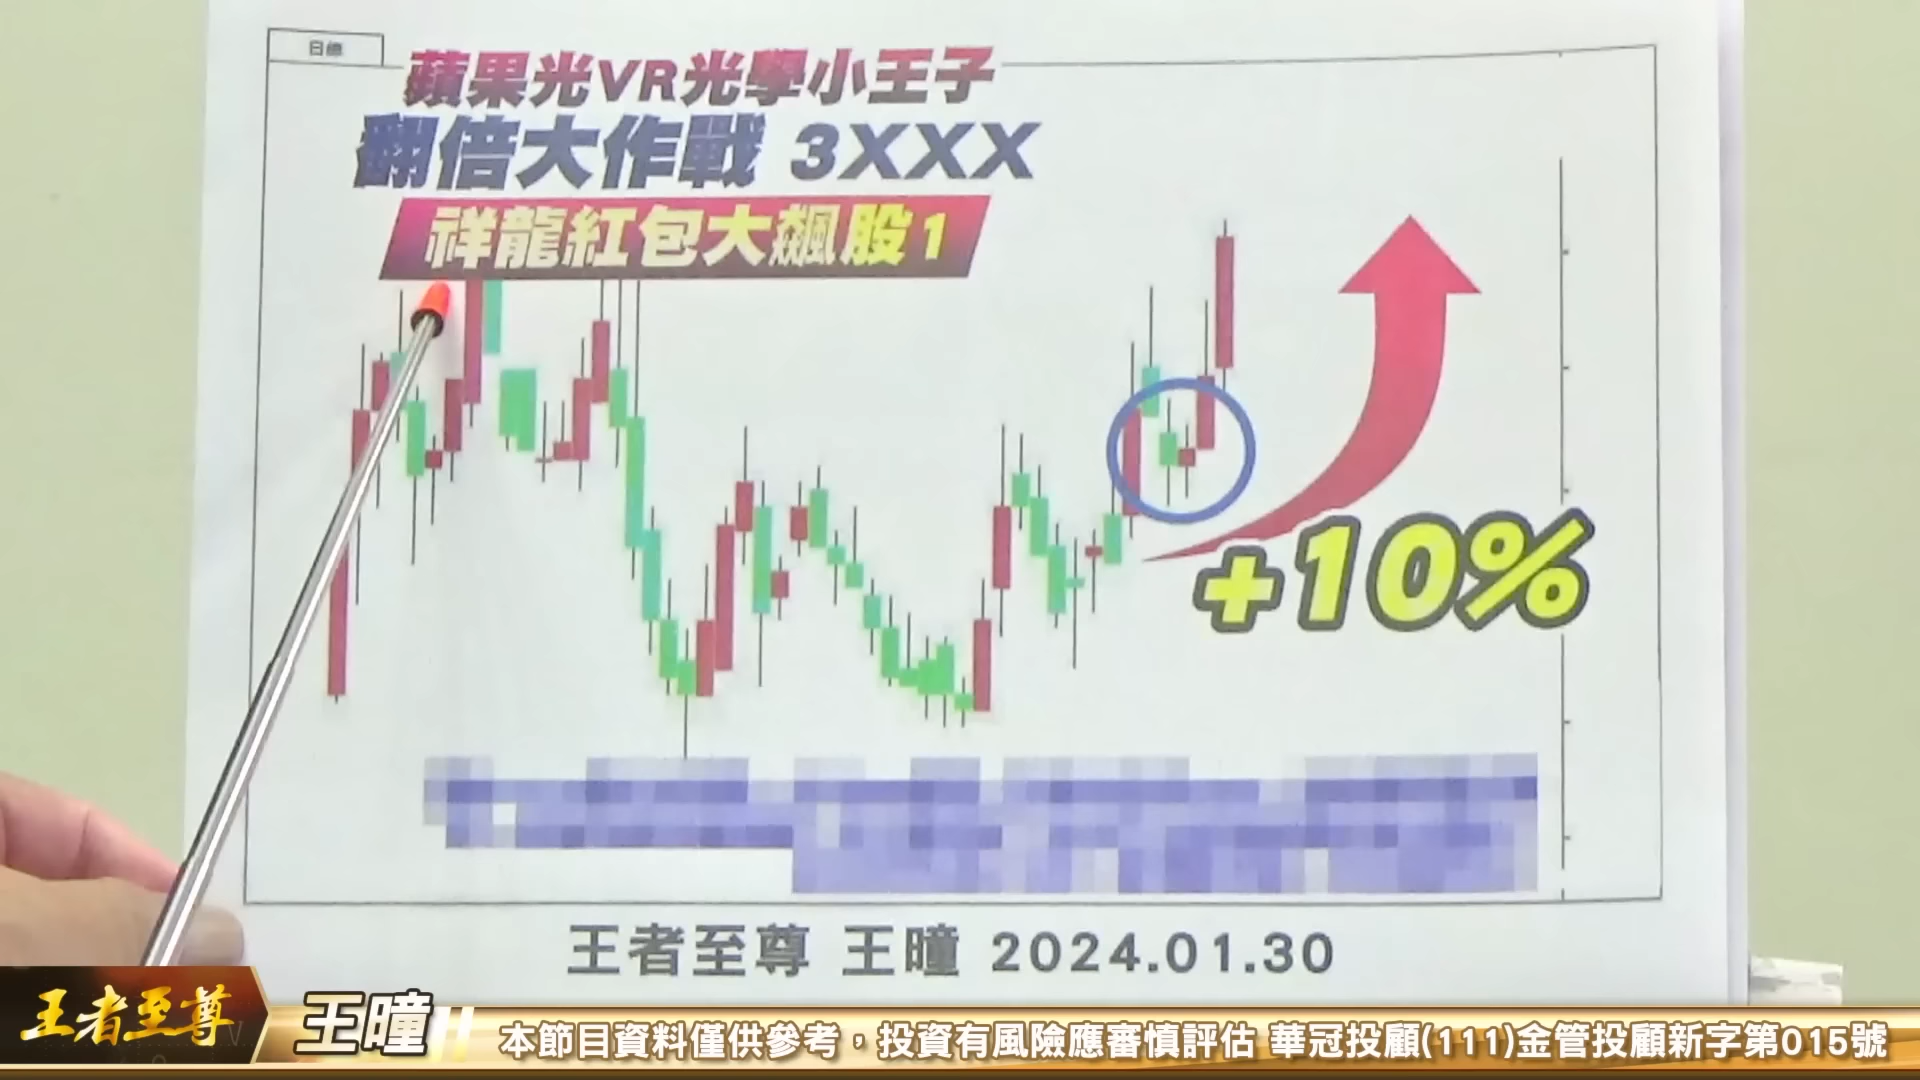 日線
蘋果光VR光學小王子
翻倍大作戰 3XXX
祥龍紅包大飆股1
+10%
王者至尊 王曈 2024.01.30
王者至尊
王曈
本節目資料僅供參考，投資有風險應審慎評估 華冠投顧(111)金管投顧新字第015號